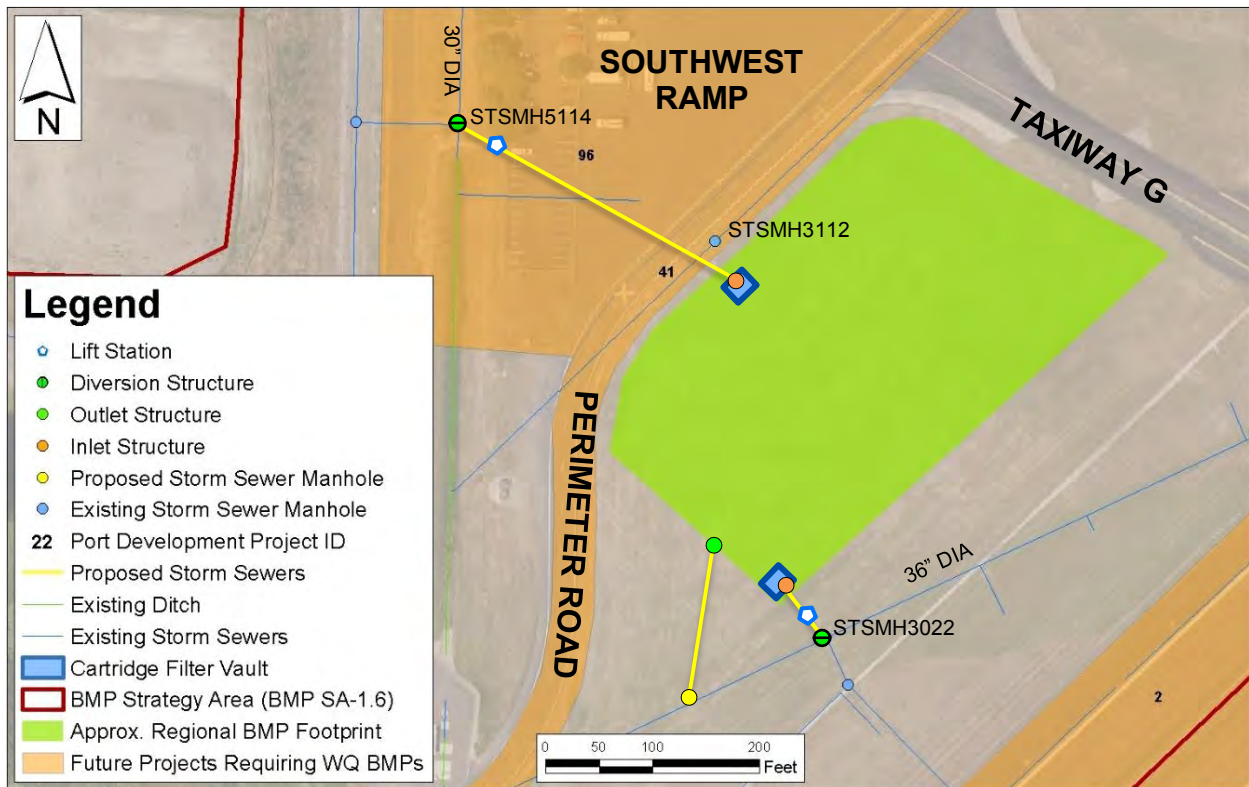 30” DIA
SOUTHWEST
RAMP
STSMH5114
TAXIWAY G
96
STSMH3112
41
N
PERIMETER ROAD
36” DIA
STSMH3022
2
Legend
Lift Station
Diversion Structure
Outlet Structure
Inlet Structure
Proposed Storm Sewer Manhole
Existing Storm Sewer Manhole
22 Port Development Project ID
Proposed Storm Sewers
Existing Ditch
Existing Storm Sewers
Cartridge Filter Vault
BMP Strategy Area (BMP SA-1.6)
Approx. Regional BMP Footprint
Future Projects Requiring WQ BMPs
0 50 100 200
Feet